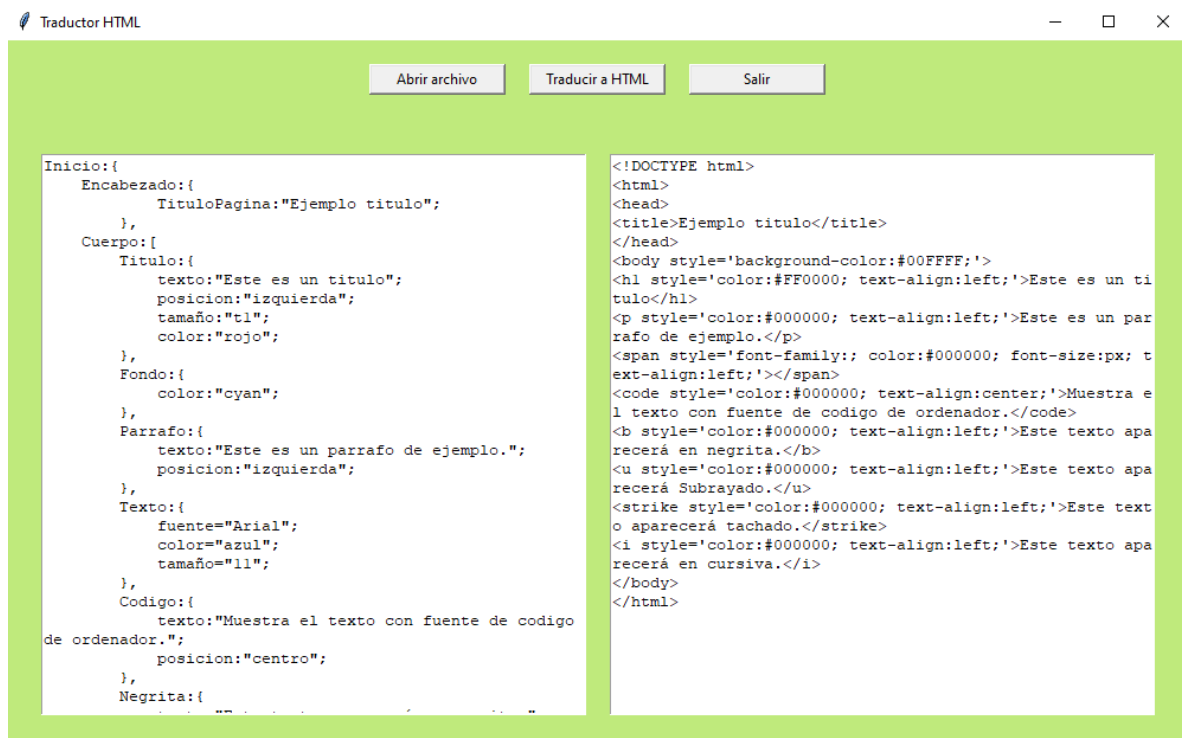 Traductor HTML
Abrir archivo
Traducir a HTML
Salir
Inicio:{
    Encabezado:{
            TituloPagina:"Ejemplo titulo";
        },
    Cuerpo:[
        Titulo:{
            texto:"Este es un titulo";
            posicion:"izquierda";
            tamaño:"t1";
            color:"rojo";
        },
        Fondo:{
            color:"cyan";
        },
        Parrafo:{
            texto:"Este es un parrafo de ejemplo.";
            posicion:"izquierda";
        },
        Texto:{
            fuente="Arial";
            color="azul";
            tamaño="11";
        },
        Codigo:{
            texto:"Muestra el texto con fuente de codigo
de ordenador.";
            posicion:"centro";
        },
        Negrita:{
<!DOCTYPE html>
<html>
<head>
<title>Ejemplo titulo</title>
</head>
<body style='background-color:#00FFFF;'>
<h1 style='color:#FF0000; text-align:left;'>Este es un ti
tulo</h1>
<p style='color:#000000; text-align:left;'>Este es un par
rafo de ejemplo.</p>
<span style='font-family:; color:#000000; font-size:px; t
ext-align:left;'></span>
<code style='color:#000000; text-align:center;'>Muestra e
l texto con fuente de codigo de ordenador.</code>
<b style='color:#000000; text-align:left;'>Este texto apa
recerá en negrita.</b>
<u style='color:#000000; text-align:left;'>Este texto apa
recerá Subrayado.</u>
<strike style='color:#000000; text-align:left;'>Este text
o aparecerá tachado.</strike>
<i style='color:#000000; text-align:left;'>Este texto apa
recerá en cursiva.</i>
</body>
</html>